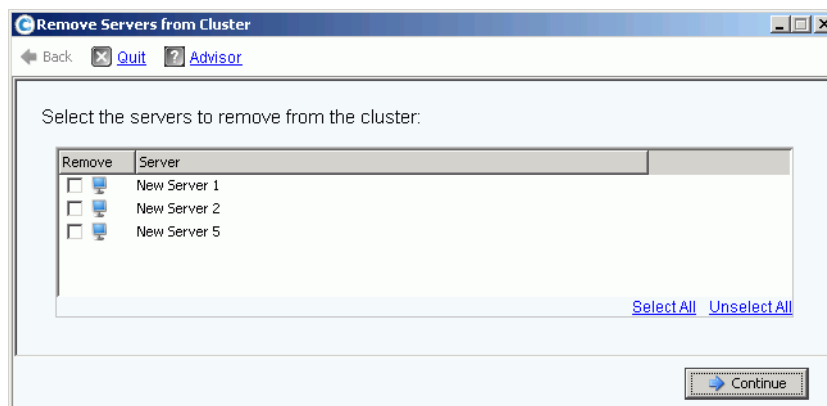 Remove Servers from Cluster
Back Quit Advisor
Select the servers to remove from the cluster:
Remove Server
New Server 1
New Server 2
New Server 5
Select All Unselect All
Continue